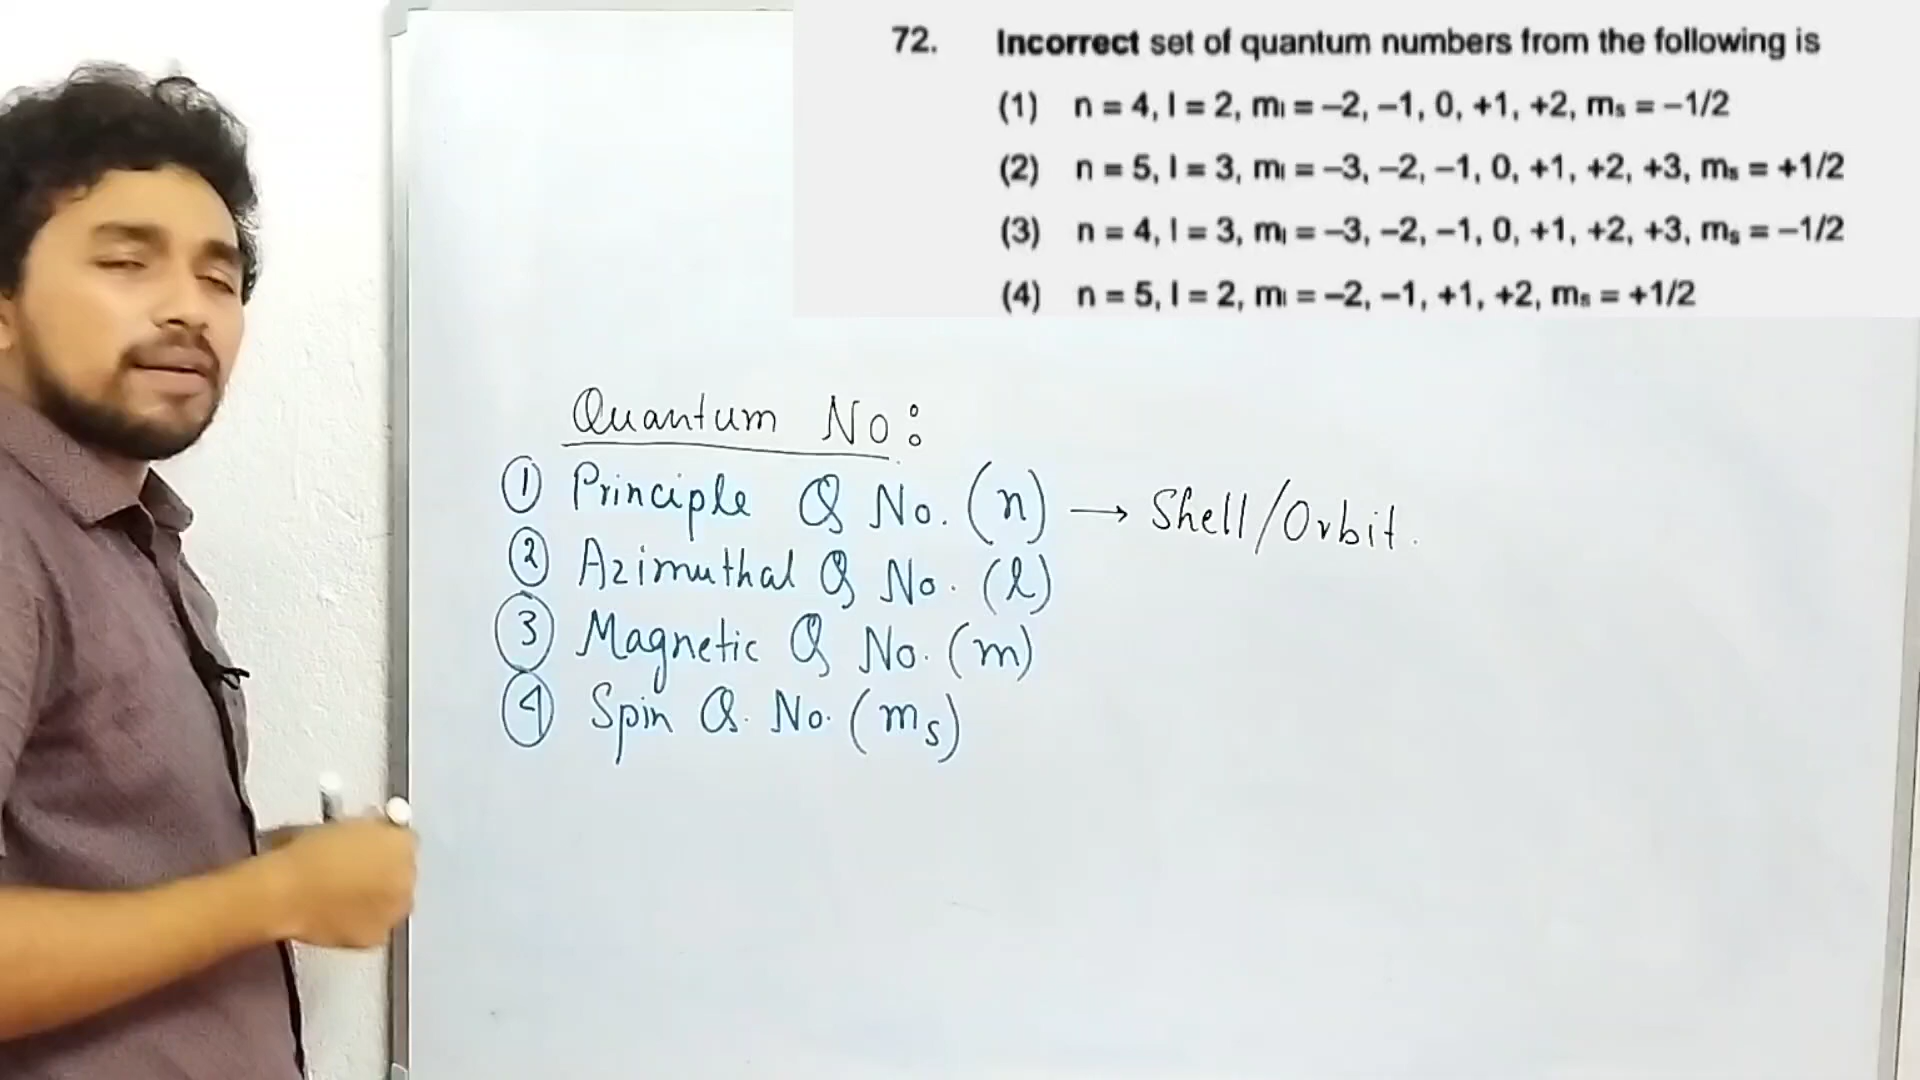 72. Incorrect set of quantum numbers from the following is
(1) n = 4, l = 2, mₗ = –2, –1, 0, +1, +2, mₛ = –1/2
(2) n = 5, l = 3, mₗ = –3, –2, –1, 0, +1, +2, +3, mₛ = +1/2
(3) n = 4, l = 3, mₗ = –3, –2, –1, 0, +1, +2, +3, mₛ = –1/2
(4) n = 5, l = 2, mₗ = –2, –1, +1, +2, mₛ = +1/2
Quantum No:
① Principle Q No. (n) → Shell/Orbit.
② Azimuthal Q No. (l)
③ Magnetic Q No. (m)
④ Spin Q. No. (mₛ)